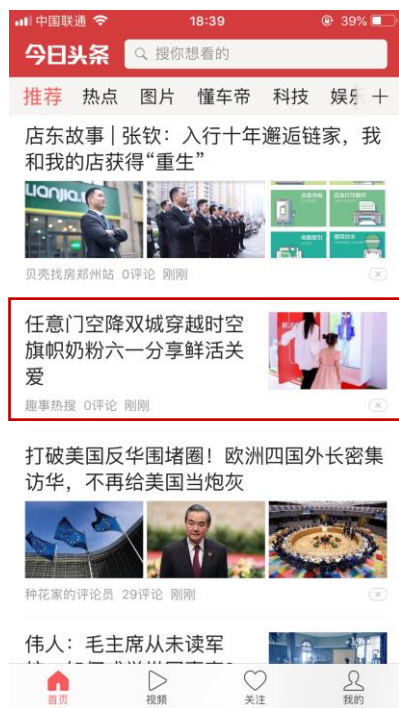 中国联通 18:39 39%
今日头条 搜你想看的
推荐 热点 图片 懂车帝 科技 娱乐
店东故事 | 张钦：入行十年邂逅链家，我
和我的店获得“重生”
LIANJIA.
贝壳找房郑州站 0评论 刚刚
任意门空降双城穿越时空
旗帜奶粉六一分享鲜活关
爱
趣事热搜 0评论 刚刚
打破美国反华围堵圈！欧洲四国外长密集
访华，不再给美国当炮灰
种花家的评论员 29评论 刚刚
伟人：毛主席从未读军
首页 视频 关注 我的